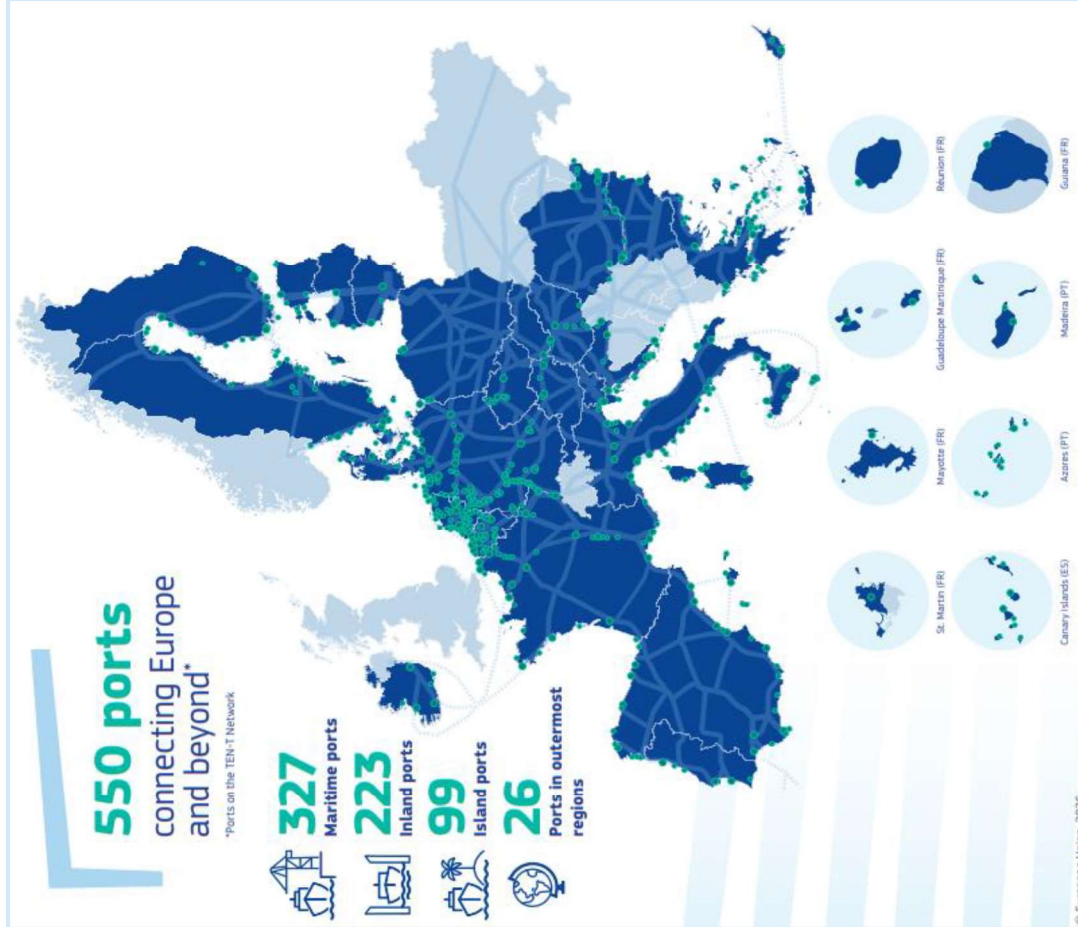 550 ports
connecting Europe
and beyond*
*Ports on the TEN-T Network
327
Maritime ports
223
Inland ports
99
Island ports
26
Ports in outermost
regions
St. Martin (FR)
Mayotte (FR)
Guadeloupe Martinique (FR)
Réunion (FR)
Canary Islands (ES)
Azores (PT)
Madeira (PT)
Guiana (FR)